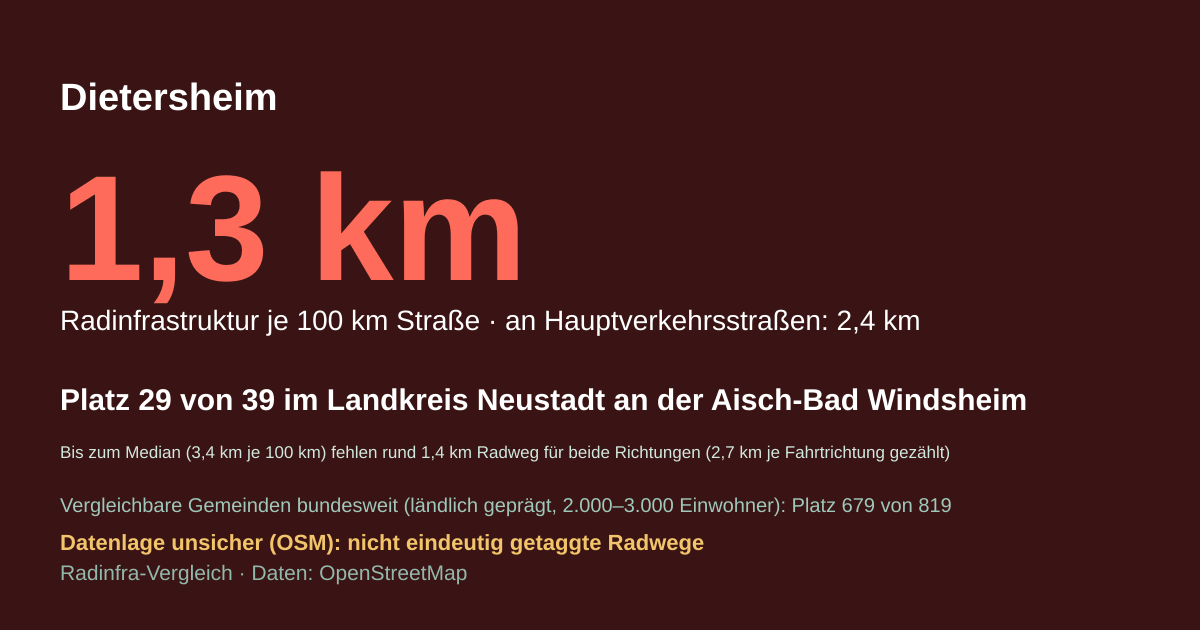 Dietersheim
1,3 km
Radinfrastruktur je 100 km Straße · an Hauptverkehrsstraßen: 2,4 km
Platz 29 von 39 im Landkreis Neustadt an der Aisch-Bad Windsheim
Bis zum Median (3,4 km je 100 km) fehlen rund 1,4 km Radweg für beide Richtungen (2,7 km je Fahrtrichtung gezählt)
Vergleichbare Gemeinden bundesweit (ländlich geprägt, 2.000–3.000 Einwohner): Platz 679 von 819
Datenlage unsicher (OSM): nicht eindeutig getaggte Radwege
Radinfra-Vergleich · Daten: OpenStreetMap